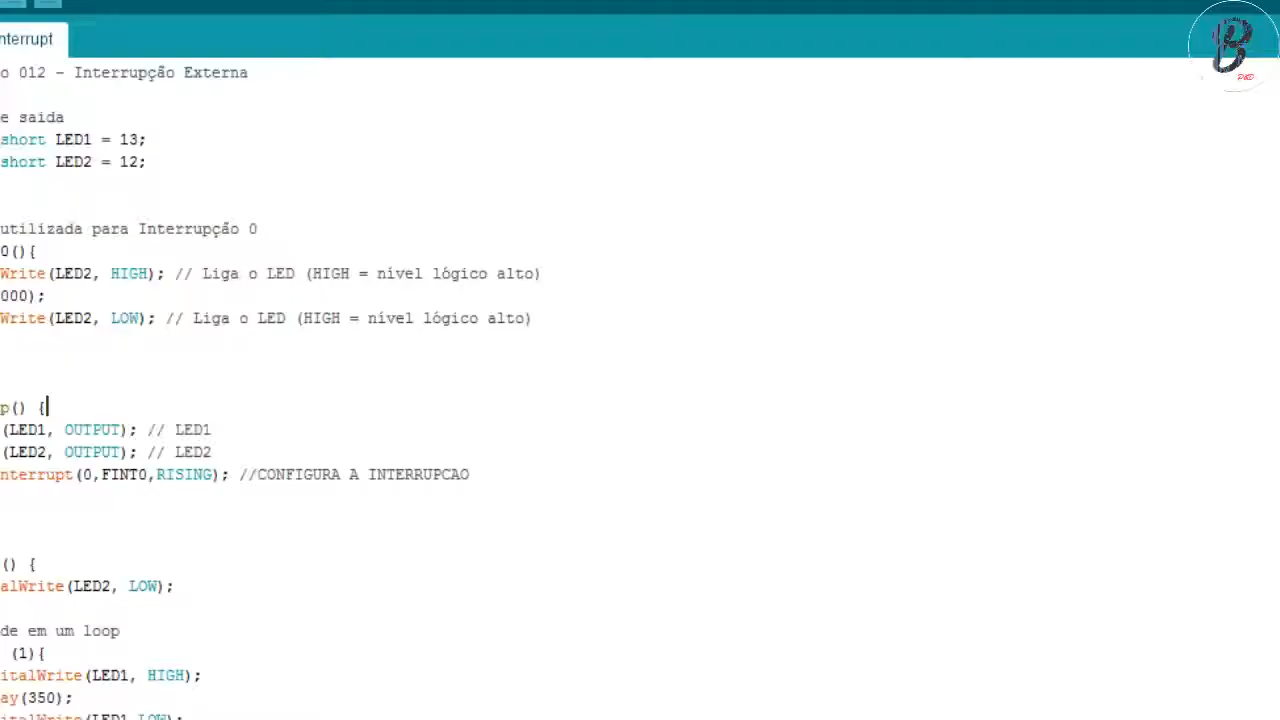 nterrupt
o 012 - Interrupção Externa
e saida
short LED1 = 13;
short LED2 = 12;
utilizada para Interrupção 0
0(){
Write(LED2, HIGH); // Liga o LED (HIGH = nível lógico alto)
000);
Write(LED2, LOW); // Liga o LED (HIGH = nível lógico alto)
p() {
(LED1, OUTPUT); // LED1
(LED2, OUTPUT); // LED2
nterrupt(0,FINT0,RISING); //CONFIGURA A INTERRUPCAO
() {
alWrite(LED2, LOW);
de em um loop
(1){
italWrite(LED1, HIGH);
ay(350);
italWrite(LED1,LOW);